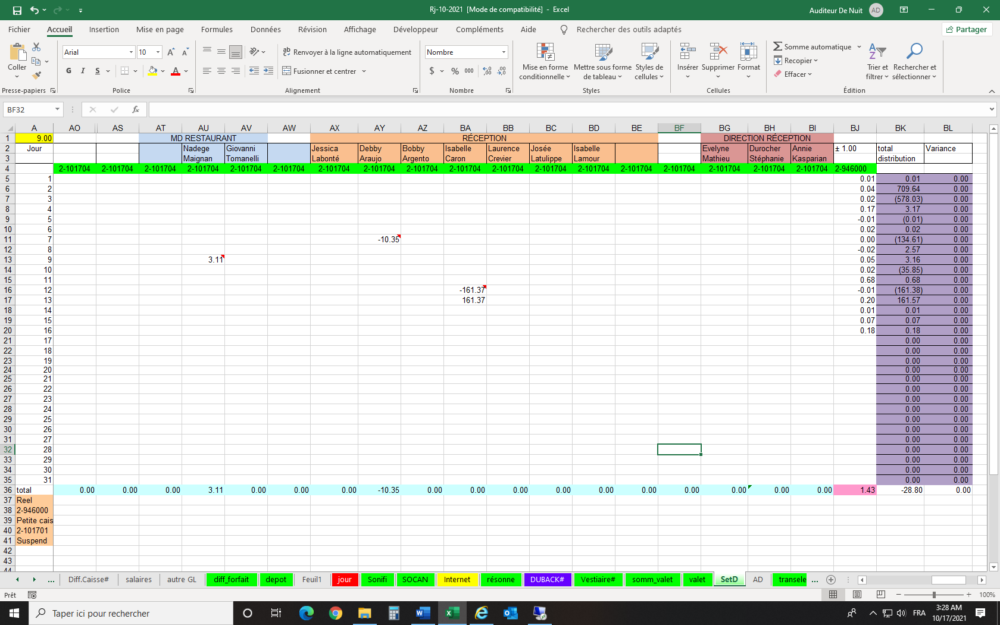 Rj-10-2021 [Mode de compatibilité] - Excel
Auditeur De Nuit AD
Fichier Accueil Insertion Mise en page Formules Données Révision Affichage Développeur Compléments Aide Rechercher des outils adaptés Partager
Coller
Presse-papiers
Arial 10
G I S
Police
Renvoyer à la ligne automatiquement
Fusionner et centrer
Alignement
Nombre
$ % 000
Nombre
Mise en forme conditionnelle
Mettre sous forme de tableau
Styles de cellules
Styles
Insérer Supprimer Format
Cellules
Somme automatique
Recopier
Effacer
Trier et filtrer
Rechercher et sélectionner
Édition
BF32 fx
A AO AS AT AU AV AW AX AY AZ BA BB BC BD BE BF BG BH BI BJ BK BL
1 9.00 MD RESTAURANT RÉCEPTION DIRECTION RÉCEPTION
2 Jour Nadege Giovanni Jessica Debby Bobby Isabelle Laurence Josée Isabelle Evelyne Durocher Annie ± 1.00 total Variance
3 Maignan Tomanelli Labonté Araujo Argento Caron Crevier Latulippe Lamour Mathieu Stéphanie Kasparian distribution
4 2-101704 2-101704 2-101704 2-101704 2-101704 2-101704 2-101704 2-101704 2-101704 2-101704 2-101704 2-101704 2-101704 2-101704 2-101704 2-101704 2-101704 2-101704 2-946000
5 1 0.01 0.01 0.00
6 2 0.04 709.64 0.00
7 3 0.02 (578.03) 0.00
8 4 0.17 3.17 0.00
9 5 -0.01 (0.01) 0.00
10 6 0.02 0.02 0.00
11 7 -10.35 0.00 (134.61) 0.00
12 8 -0.02 2.57 0.00
13 9 3.11 0.05 3.16 0.00
14 10 0.02 (35.85) 0.00
15 11 0.68 0.68 0.00
16 12 -161.37 -0.01 (161.38) 0.00
17 13 161.37 0.20 161.57 0.00
18 14 0.01 0.01 0.00
19 15 0.07 0.07 0.00
20 16 0.18 0.18 0.00
21 17 0.00 0.00
22 18 0.00 0.00
23 19 0.00 0.00
24 20 0.00 0.00
25 21 0.00 0.00
26 22 0.00 0.00
27 23 0.00 0.00
28 24 0.00 0.00
29 25 0.00 0.00
30 26 0.00 0.00
31 27 0.00 0.00
32 28 0.00 0.00
33 29 0.00 0.00
34 30 0.00 0.00
35 31 0.00 0.00
36 total 0.00 0.00 0.00 3.11 0.00 0.00 0.00 -10.35 0.00 0.00 0.00 0.00 0.00 0.00 0.00 0.00 0.00 0.00 1.43 -28.80 0.00
37 Reel
38 2-946000
39 Petite cais
40 2-101701
41 Suspend
42
43
44
... Diff.Caisse# salaires autre GL diff_forfait depot Feuil1 jour Sonifi SOCAN Internet résonne DUBACK# Vestiaire# somm_valet valet SetD AD transele ...
Prêt 100%
Taper ici pour rechercher
FRA
3:28 AM
10/17/2021